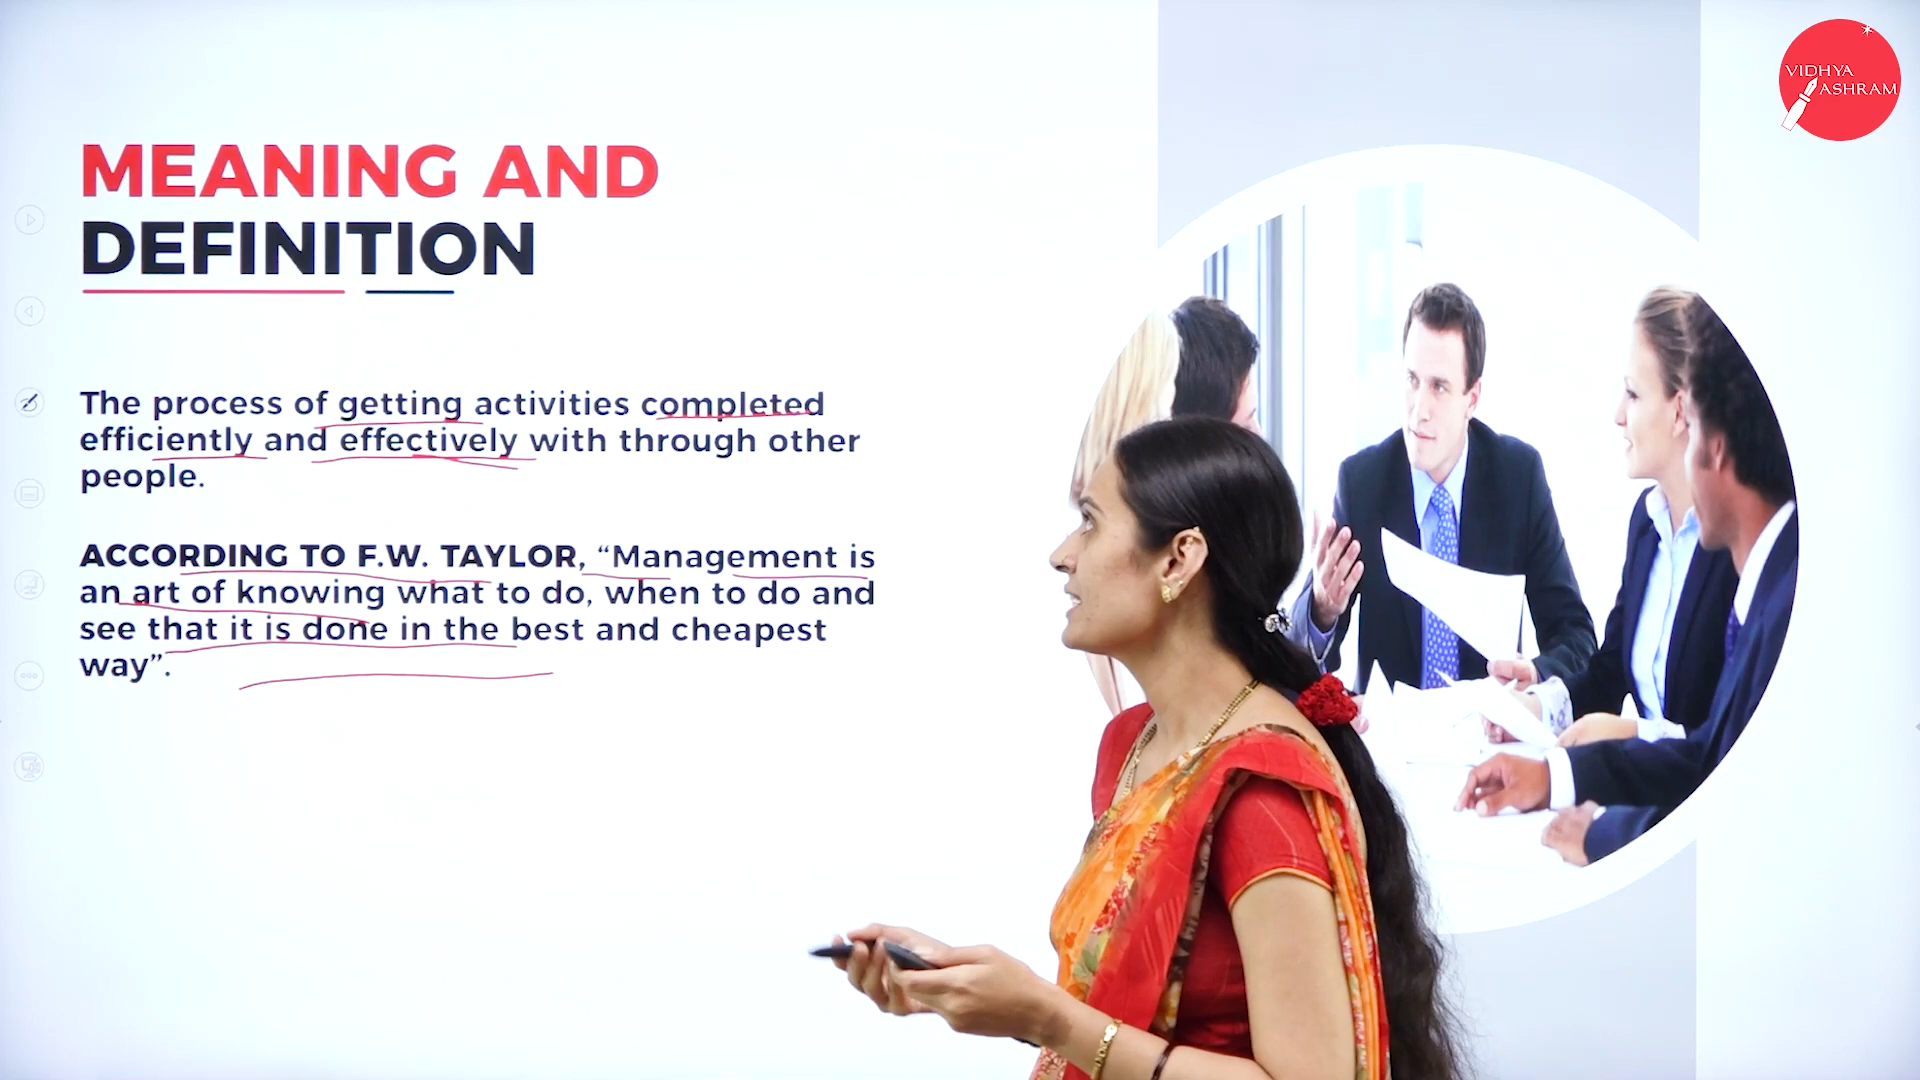 VIDHYA
ASHRAM
MEANING AND
DEFINITION
The process of getting activities completed
efficiently and effectively with through other
people.
ACCORDING TO F.W. TAYLOR, “Management is
an art of knowing what to do, when to do and
see that it is done in the best and cheapest
way”.